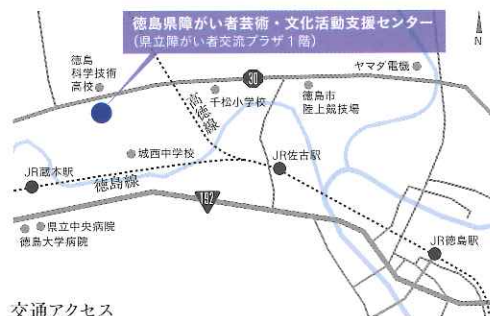 徳島県障がい者芸術・文化活動支援センター
(県立障がい者交流プラザ1階)
N
徳島
科学技術
高校
30
ヤマダ電機
千松小学校
徳島市
陸上競技場
高徳線
城西中学校
JR佐古駅
JR蔵本駅
徳島線
192
県立中央病院
徳島大学病院
JR徳島駅
交通アクセス